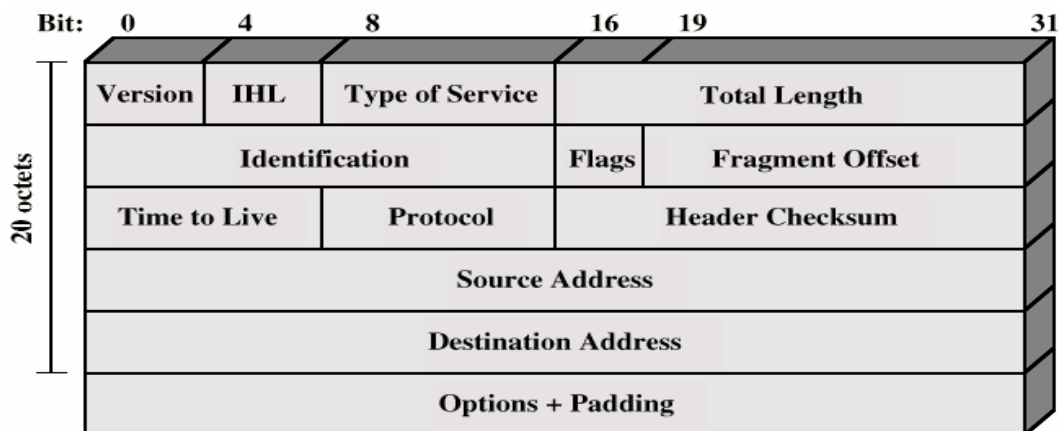 Bit: 0 4 8 16 19 31
Version IHL Type of Service Total Length
Identification Flags Fragment Offset
Time to Live Protocol Header Checksum
Source Address
Destination Address
Options + Padding
20 octets